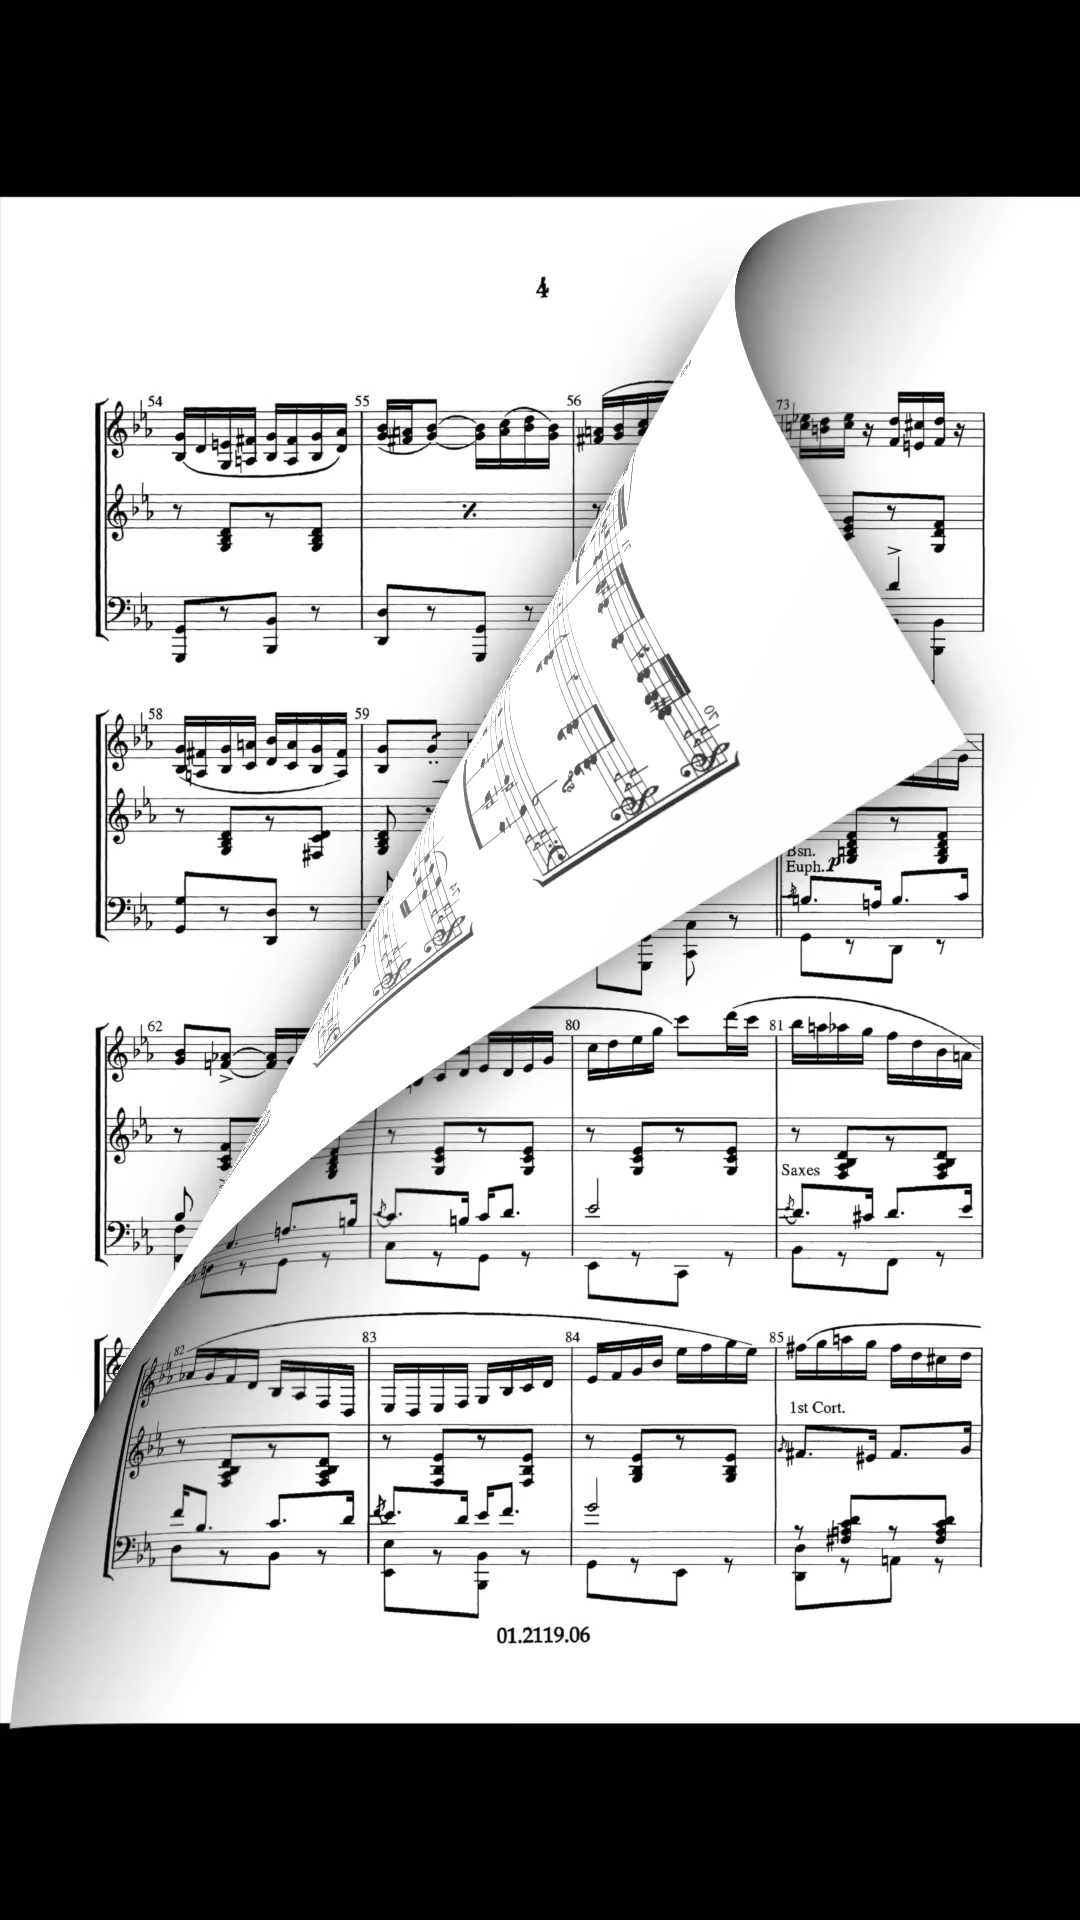 4
54 55 56 73
58 59
Bsn.
Euph. p
62 80 81
Saxes
82 83 84 85
1st Cort.
01.2119.06